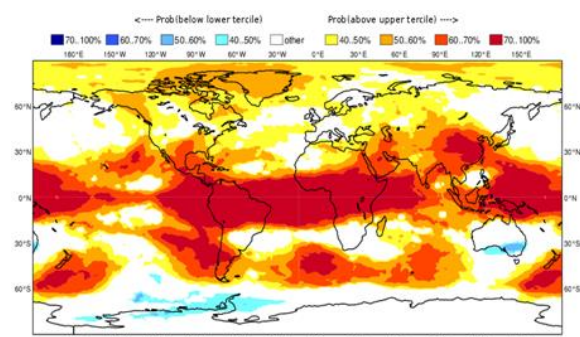 <---- Prob(below lower tercile) Prob(above upper tercile) ---->
70..100% 60..70% 50..60% 40..50% other 40..50% 50..60% 60..70% 70..100%
180°E 160°W 120°W 90°W 60°W 30°W 0°E 30°E 60°E 90°E 120°E 150°E
60°N 60°N
30°N 30°N
0°N 0°N
30°S 30°S
60°S 60°S